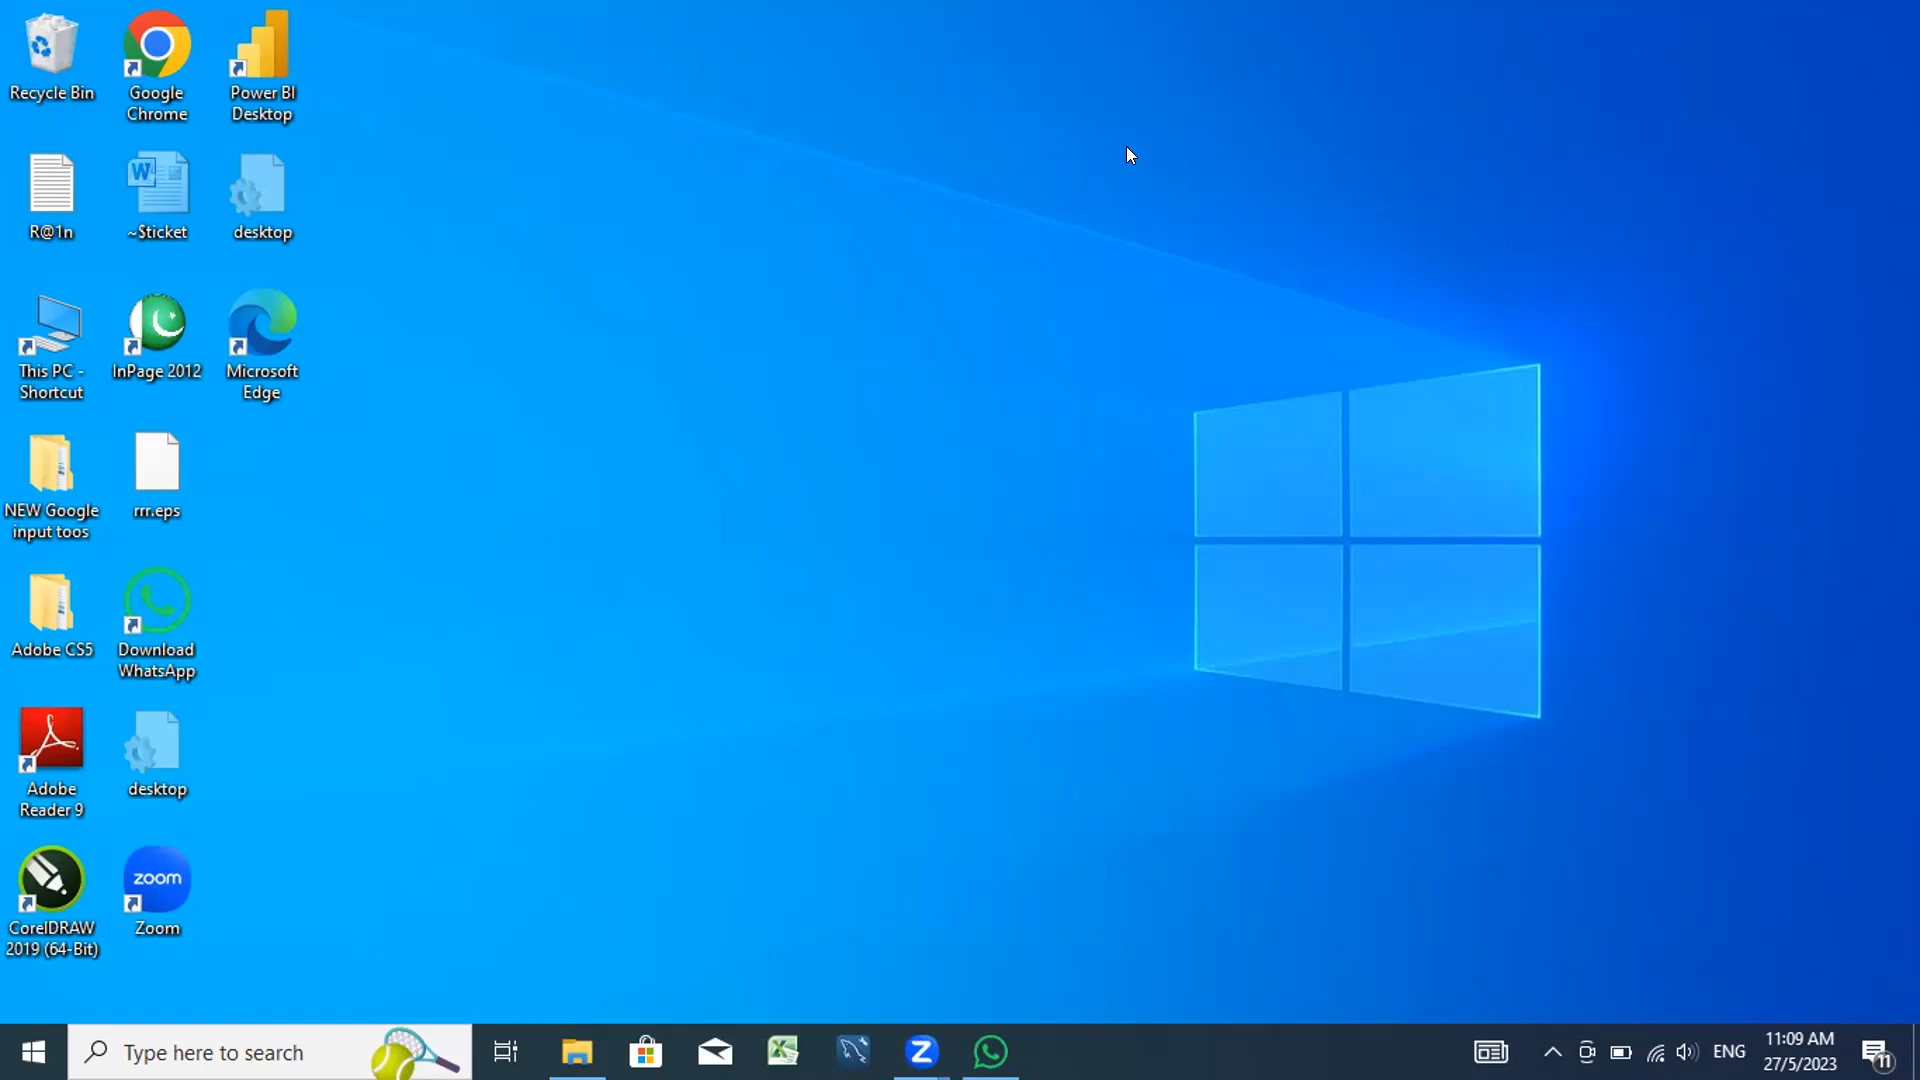 Recycle Bin
Google
Chrome
Power BI
Desktop
R@1n
~$ticket
desktop
This PC -
Shortcut
InPage 2012
Microsoft
Edge
NEW Google
input toos
rrr.eps
Adobe CS5
Download
WhatsApp
Adobe
Reader 9
desktop
CorelDRAW
2019 (64-Bit)
zoom
Zoom
Type here to search
ENG
11:09 AM
27/5/2023
11